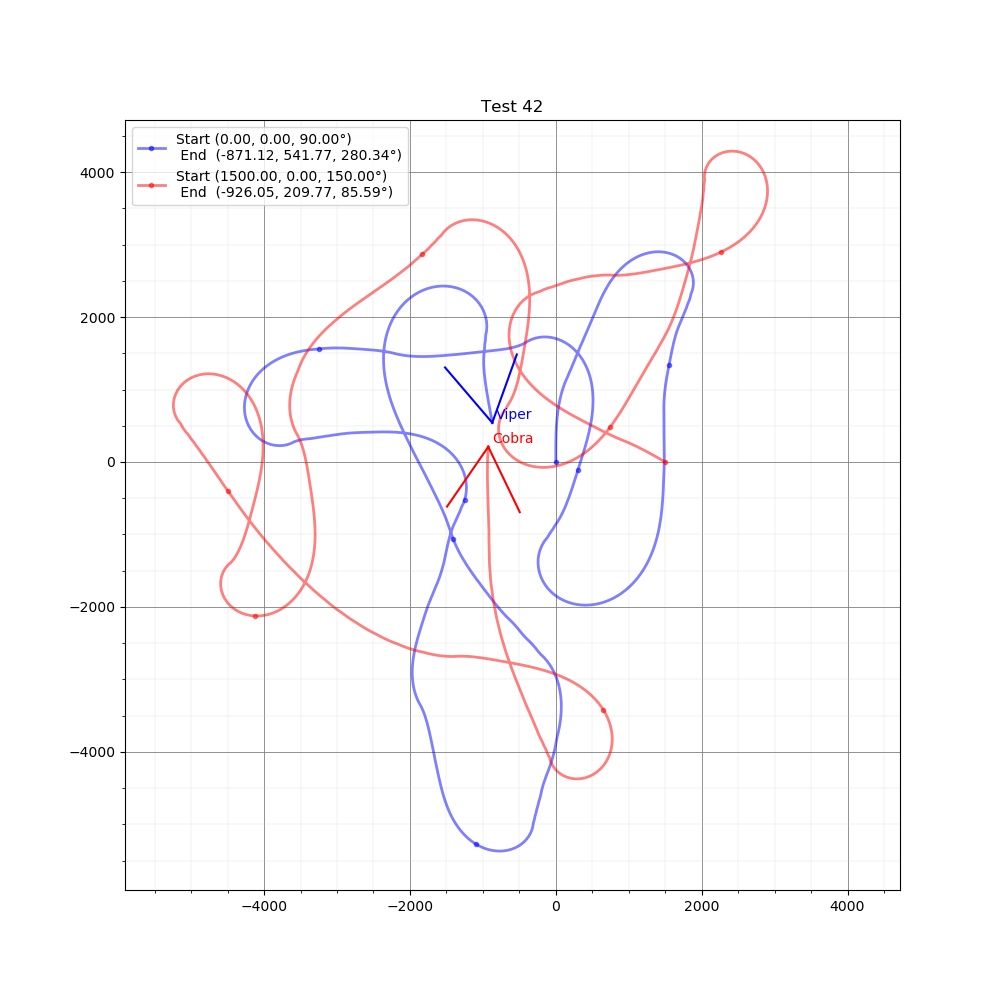 Test 42
Start (0.00, 0.00, 90.00°)
End (-871.12, 541.77, 280.34°)
Start (1500.00, 0.00, 150.00°)
End (-926.05, 209.77, 85.59°)
4000
2000
0
−2000
−4000
Viper
Cobra
−4000 −2000 0 2000 4000